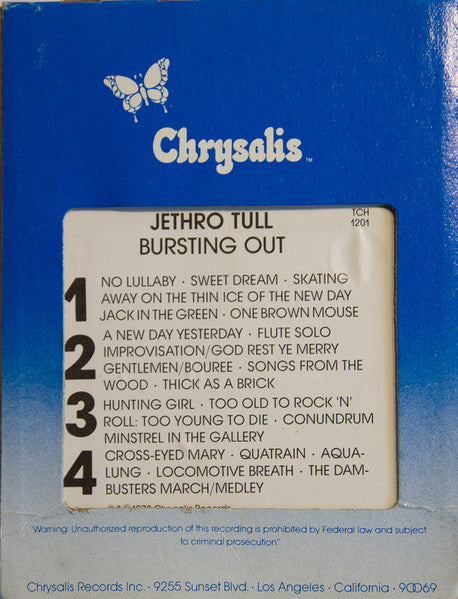 Chrysalis ™
JETHRO TULL
TCH
1201
BURSTING OUT
1
NO LULLABY · SWEET DREAM · SKATING
AWAY ON THE THIN ICE OF THE NEW DAY
JACK IN THE GREEN · ONE BROWN MOUSE
2
A NEW DAY YESTERDAY · FLUTE SOLO
IMPROVISATION/GOD REST YE MERRY
GENTLEMEN/BOUREE · SONGS FROM THE
WOOD · THICK AS A BRICK
3
HUNTING GIRL · TOO OLD TO ROCK 'N'
ROLL: TOO YOUNG TO DIE · CONUNDRUM
MINSTREL IN THE GALLERY
4
CROSS-EYED MARY · QUATRAIN · AQUA-
LUNG · LOCOMOTIVE BREATH · THE DAM-
BUSTERS MARCH/MEDLEY
1978 Chrysalis Records
"Warning: Unauthorized reproduction of this recording is prohibited by Federal law and subject
to criminal prosecution."
Chrysalis Records Inc. · 9255 Sunset Blvd. · Los Angeles · California · 90069